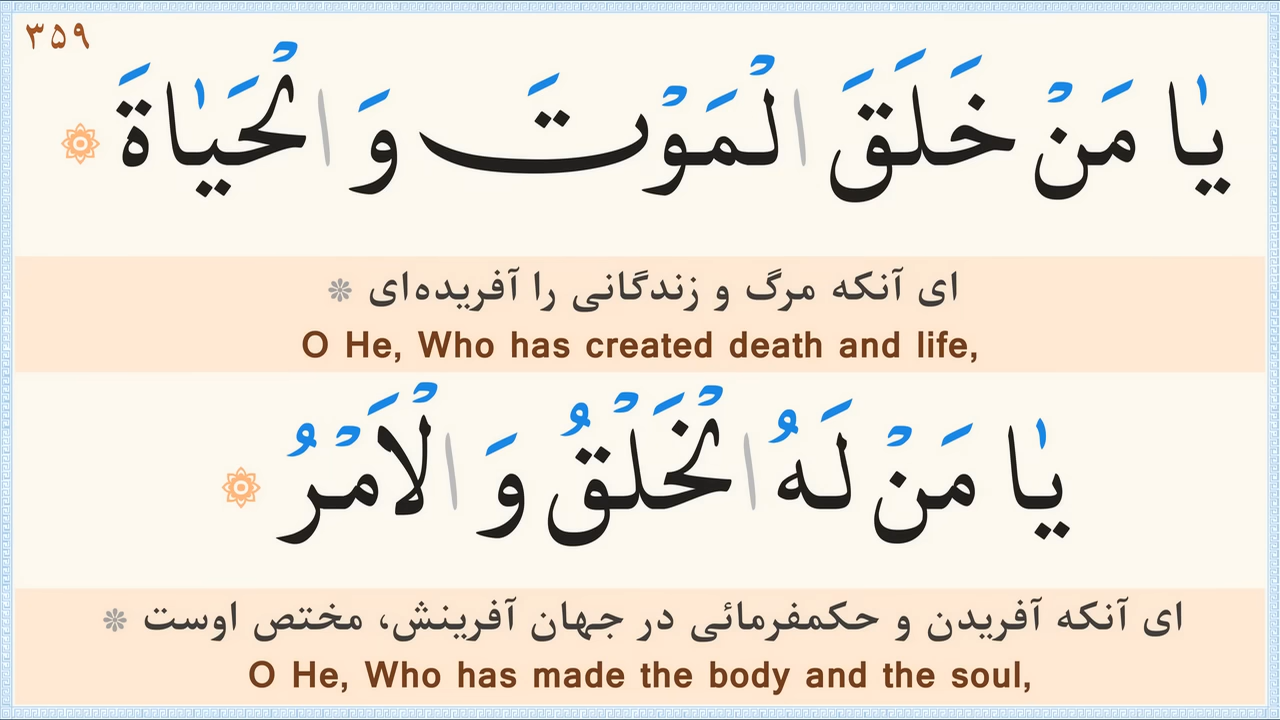 ۳۵۹
يٰا مَنْ خَلَقَ الْمَوْتَ وَ الْحَيٰاةَ
ای آنکه مرگ و زندگانی را آفریده‌ای
O He, Who has created death and life,
يٰا مَنْ لَهُ الْخَلْقُ وَ الْاَمْرُ
ای آنکه آفریدن و حکمفرمائی در جهان آفرینش، مختص اوست
O He, Who has made the body and the soul,